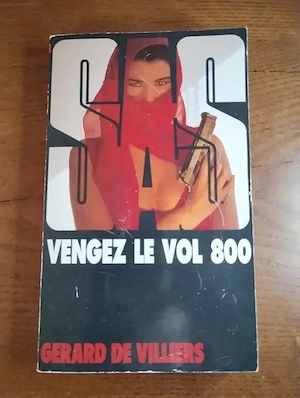 SAS
VENGEZ LE VOL 800
GERARD DE VILLIERS